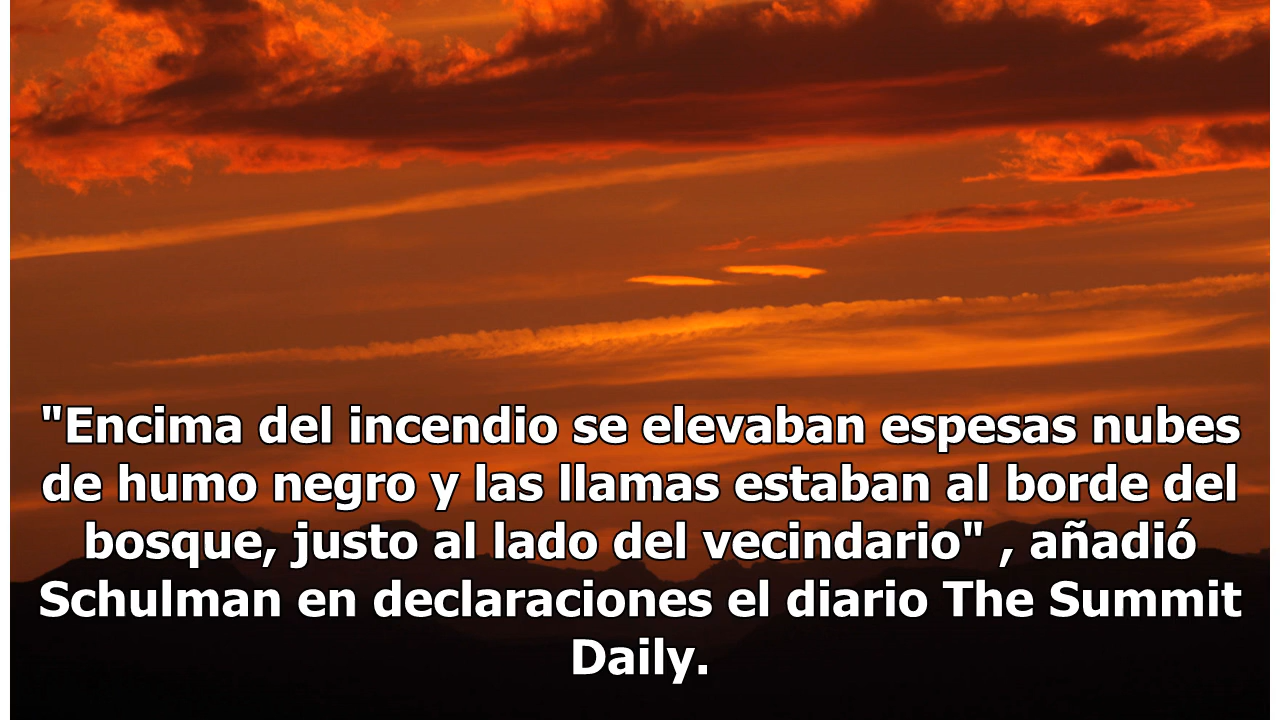 "Encima del incendio se elevaban espesas nubes
de humo negro y las llamas estaban al borde del
bosque, justo al lado del vecindario" , añadió
Schulman en declaraciones el diario The Summit
Daily.